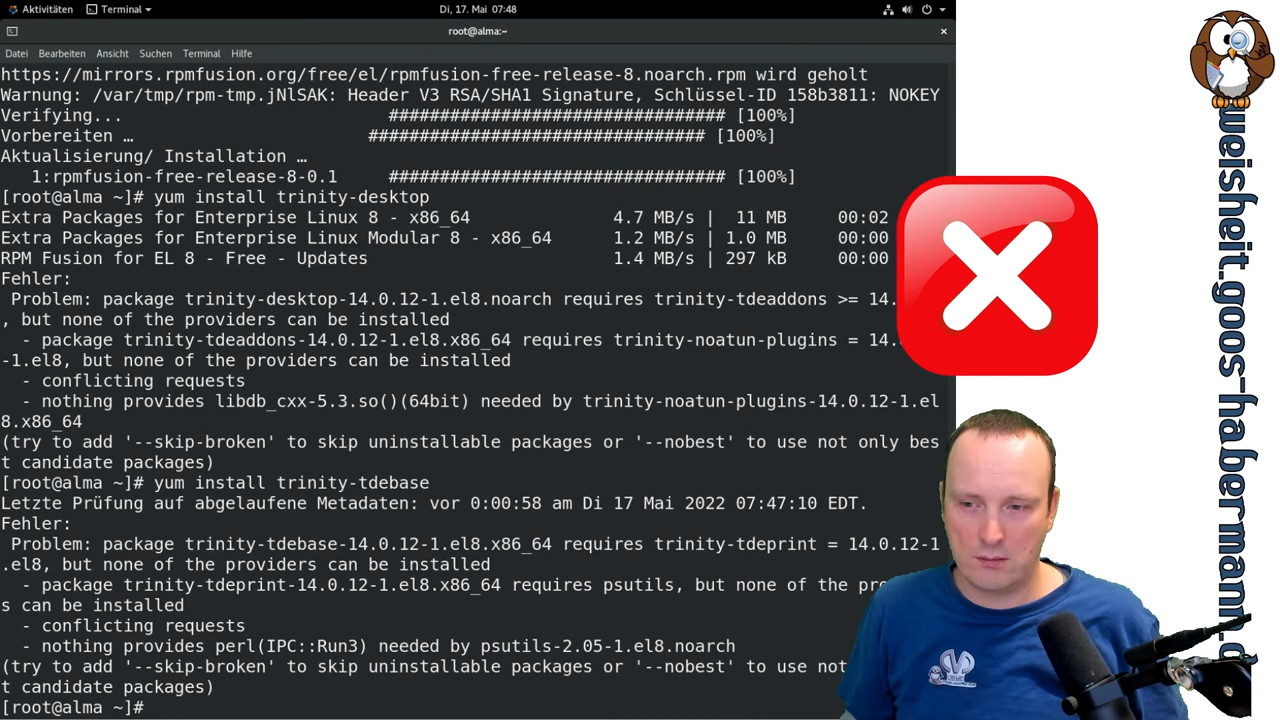 Aktivitäten
Terminal
Di, 17. Mai 07:48
root@alma:~
Datei Bearbeiten Ansicht Suchen Terminal Hilfe
https://mirrors.rpmfusion.org/free/el/rpmfusion-free-release-8.noarch.rpm wird geholt
Warnung: /var/tmp/rpm-tmp.jNlSAK: Header V3 RSA/SHA1 Signature, Schlüssel-ID 158b3811: NOKEY
Verifying... ################################# [100%]
Vorbereiten … ################################# [100%]
Aktualisierung/ Installation …
1:rpmfusion-free-release-8-0.1 ################################# [100%]
[root@alma ~]# yum install trinity-desktop
Extra Packages for Enterprise Linux 8 - x86_64 4.7 MB/s | 11 MB 00:02
Extra Packages for Enterprise Linux Modular 8 - x86_64 1.2 MB/s | 1.0 MB 00:00
RPM Fusion for EL 8 - Free - Updates 1.4 MB/s | 297 kB 00:00
Fehler:
Problem: package trinity-desktop-14.0.12-1.el8.noarch requires trinity-tdeaddons >= 14.
, but none of the providers can be installed
- package trinity-tdeaddons-14.0.12-1.el8.x86_64 requires trinity-noatun-plugins = 14.
-1.el8, but none of the providers can be installed
- conflicting requests
- nothing provides libdb_cxx-5.3.so()(64bit) needed by trinity-noatun-plugins-14.0.12-1.el
8.x86_64
(try to add '--skip-broken' to skip uninstallable packages or '--nobest' to use not only bes
t candidate packages)
[root@alma ~]# yum install trinity-tdebase
Letzte Prüfung auf abgelaufene Metadaten: vor 0:00:58 am Di 17 Mai 2022 07:47:10 EDT.
Fehler:
Problem: package trinity-tdebase-14.0.12-1.el8.x86_64 requires trinity-tdeprint = 14.0.12-1
.el8, but none of the providers can be installed
- package trinity-tdeprint-14.0.12-1.el8.x86_64 requires psutils, but none of the pro
s can be installed
- conflicting requests
- nothing provides perl(IPC::Run3) needed by psutils-2.05-1.el8.noarch
(try to add '--skip-broken' to skip uninstallable packages or '--nobest' to use not
t candidate packages)
[root@alma ~]#
weisheit.goos-habermann.d